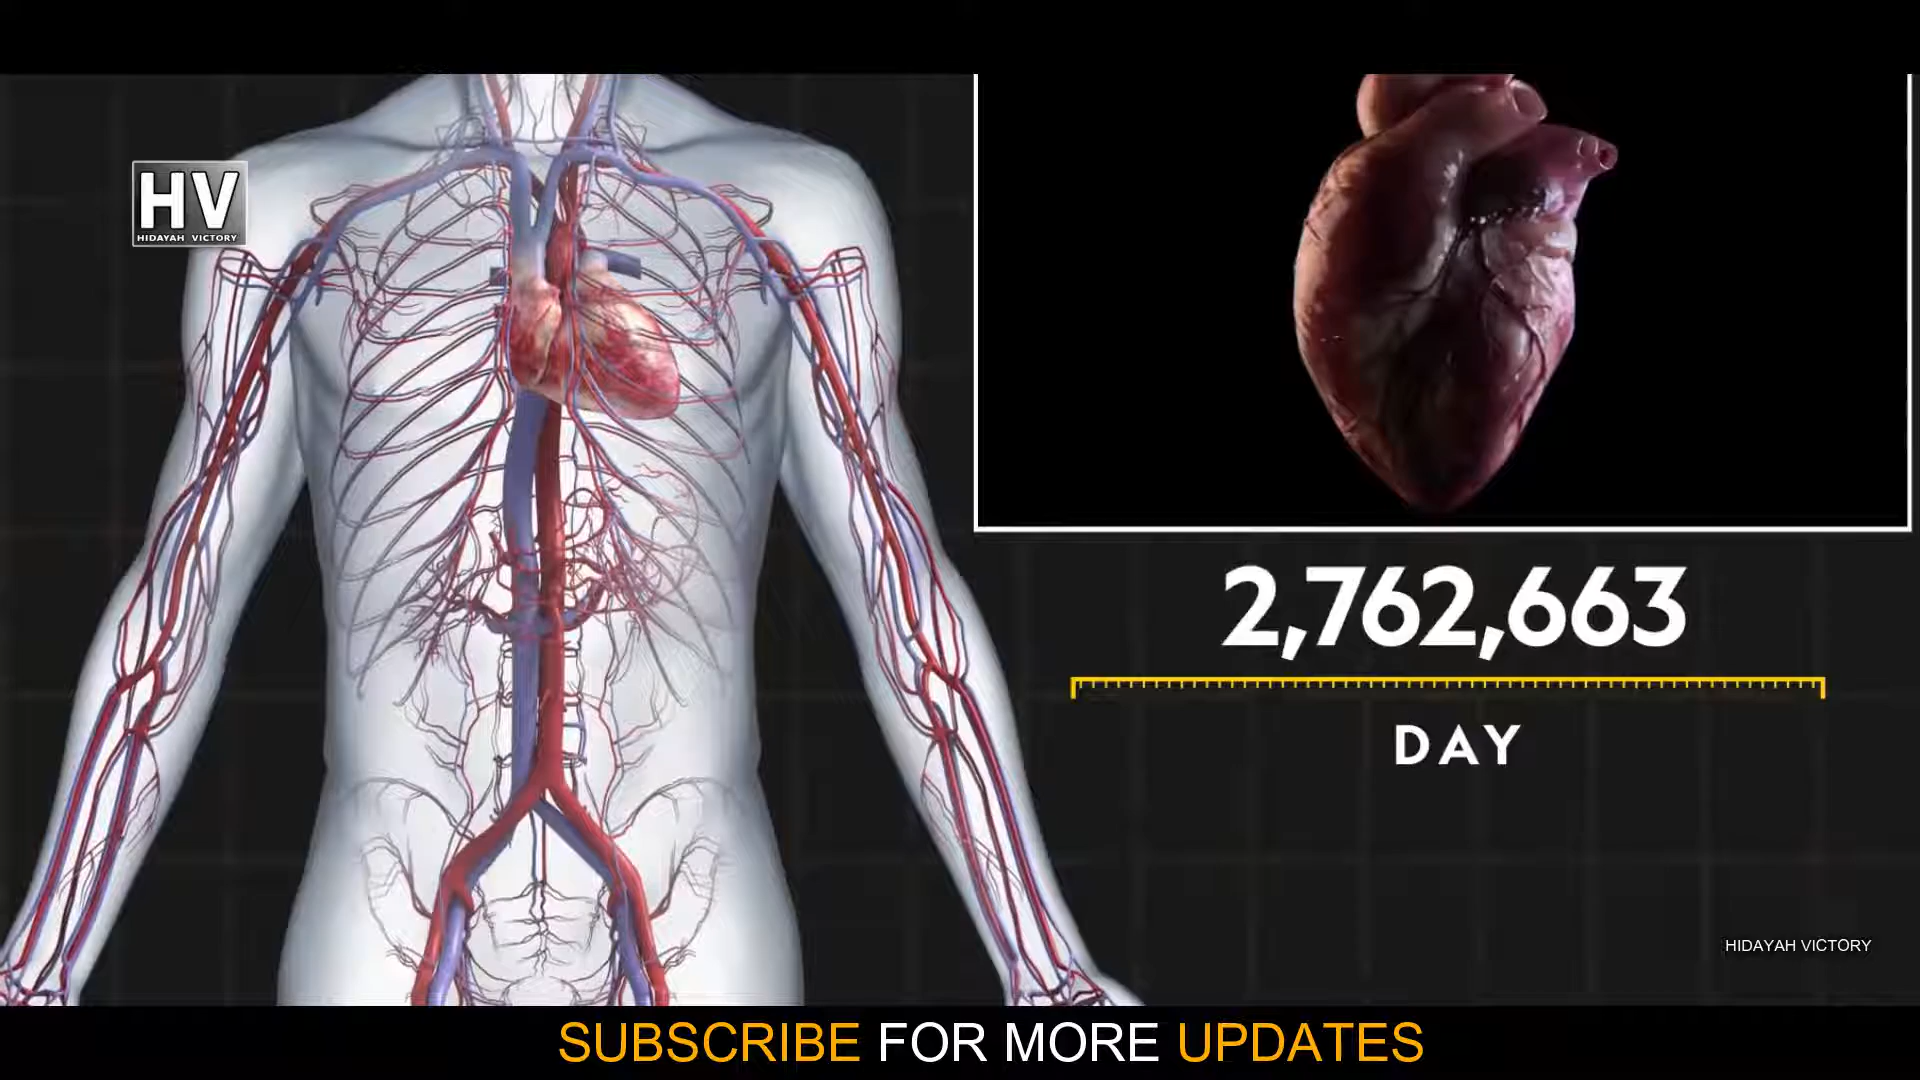 HV
HIDAYAH VICTORY
2,762,663
DAY
HIDAYAH VICTORY
SUBSCRIBE FOR MORE UPDATES